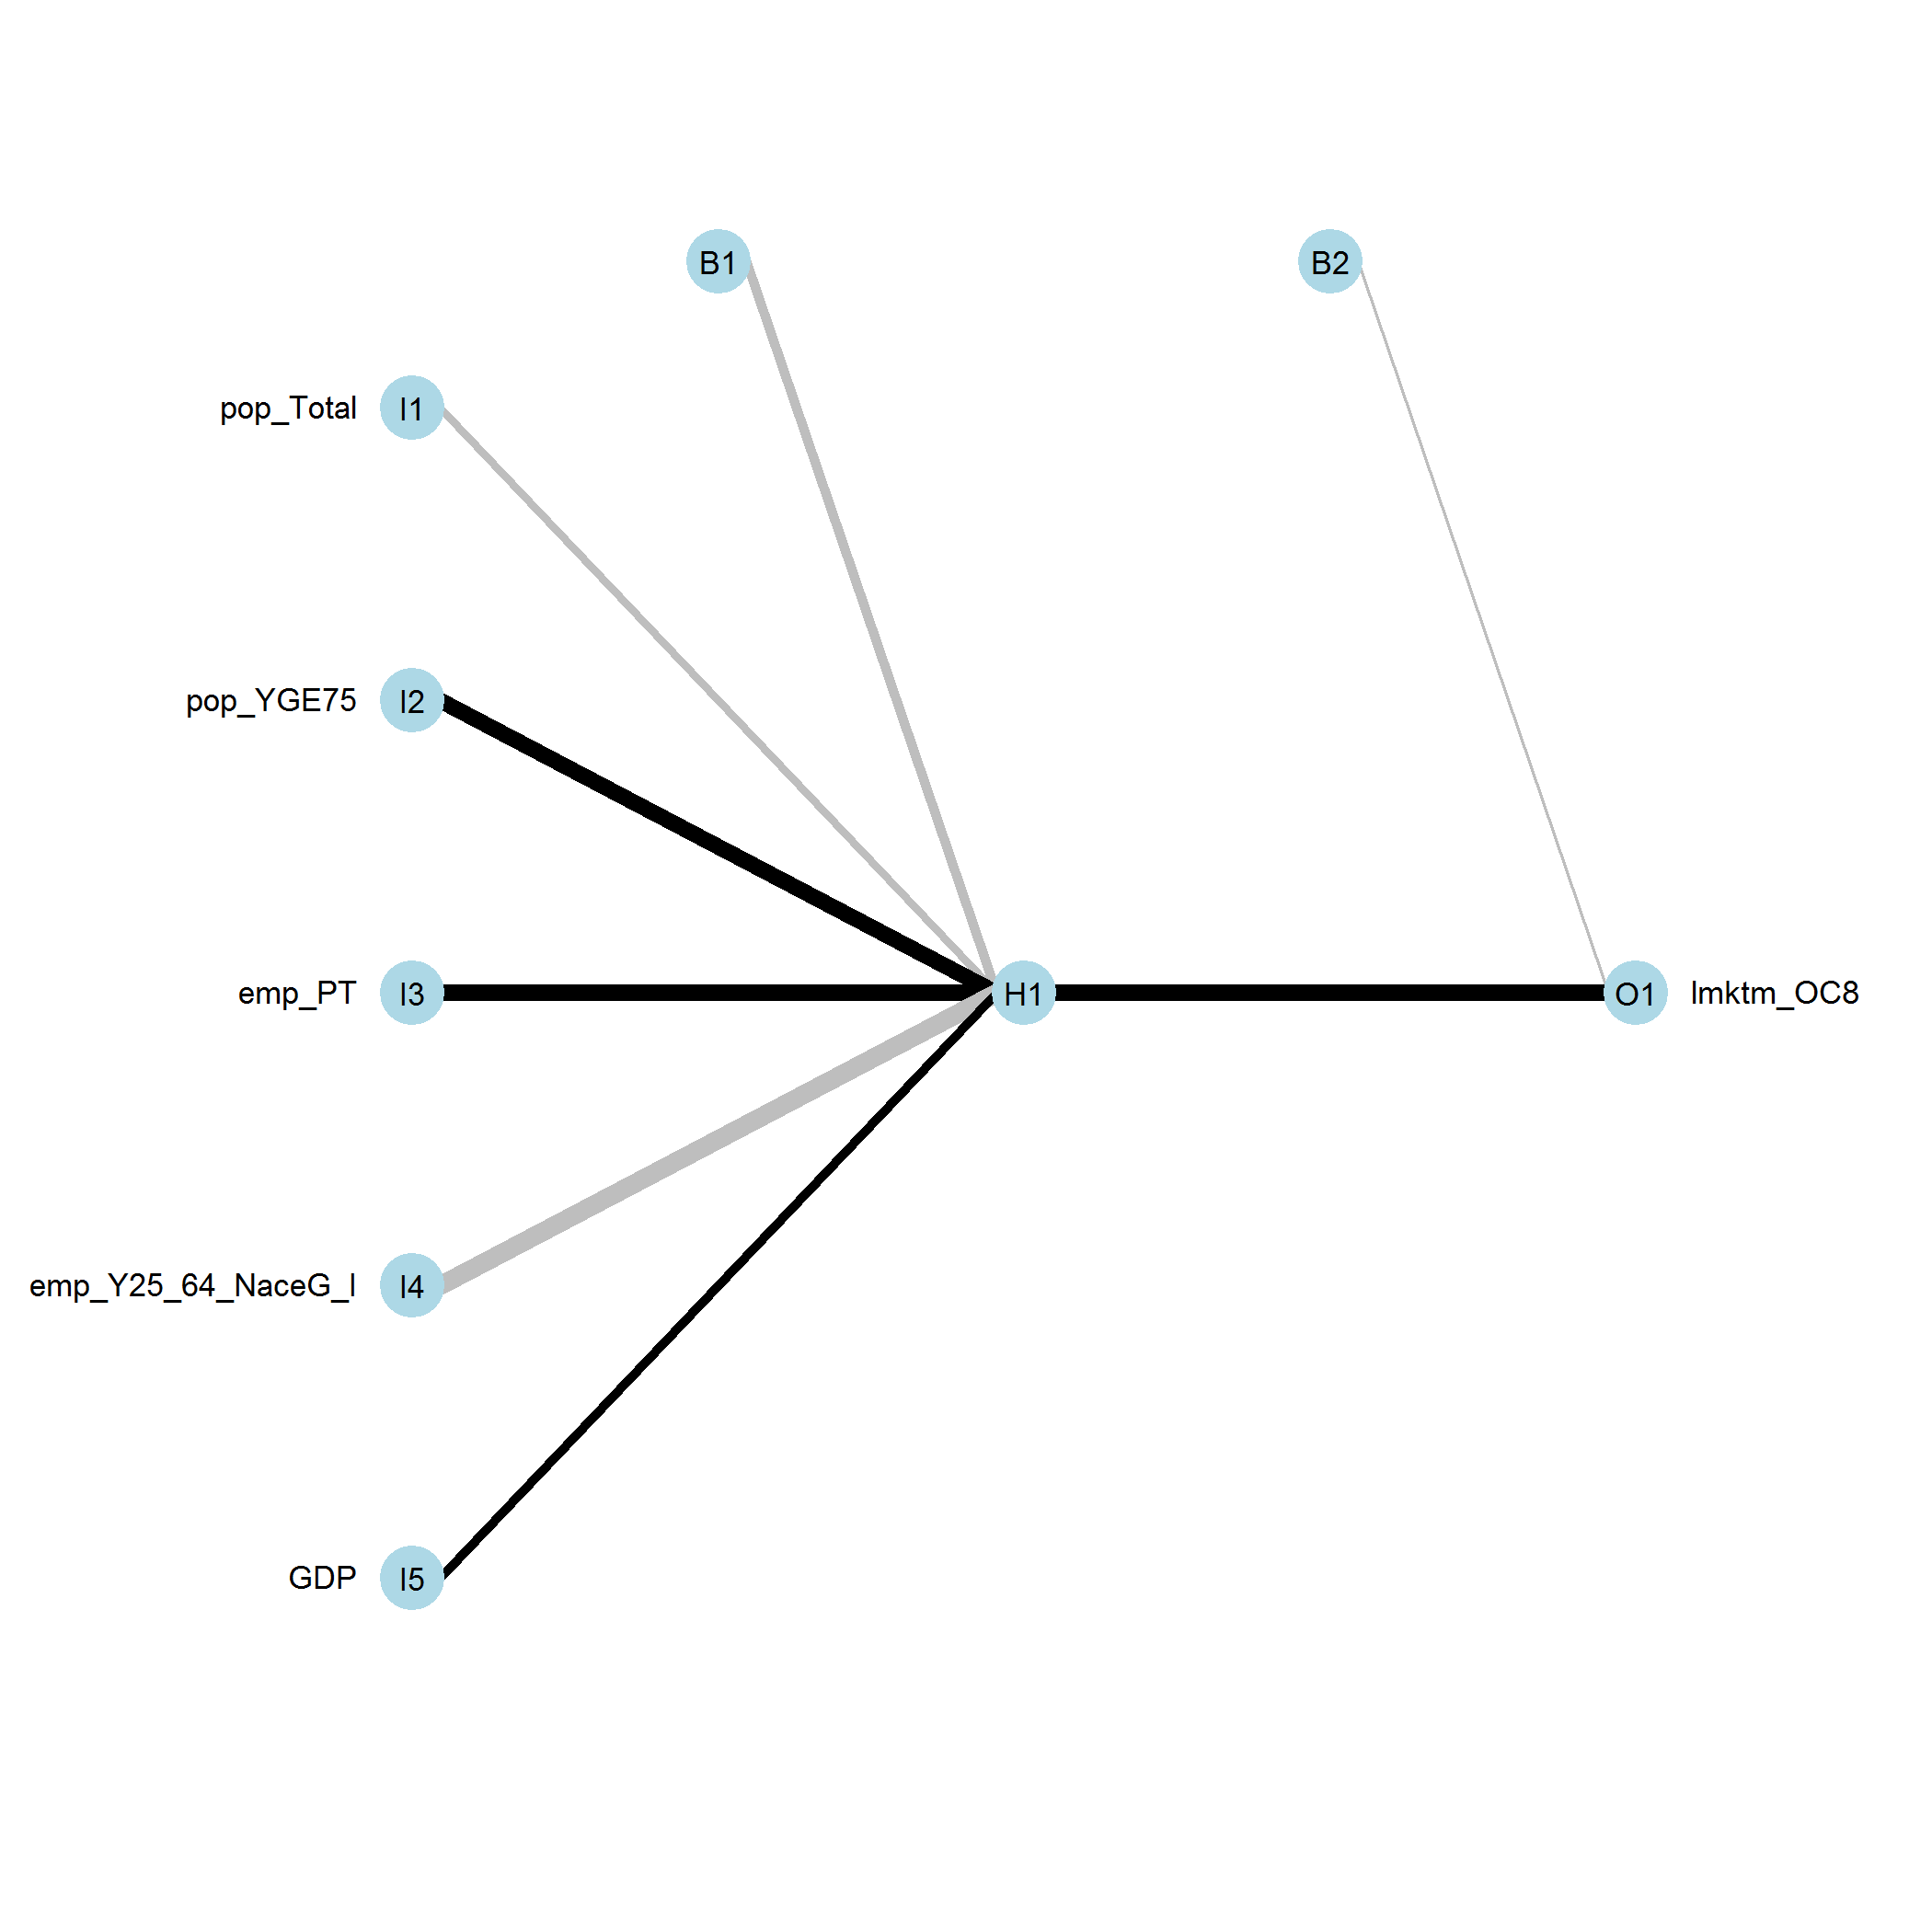 B1
B2
pop_Total I1
pop_YGE75 I2
emp_PT I3 H1 O1 lmktm_OC8
emp_Y25_64_NaceG_I I4
GDP I5